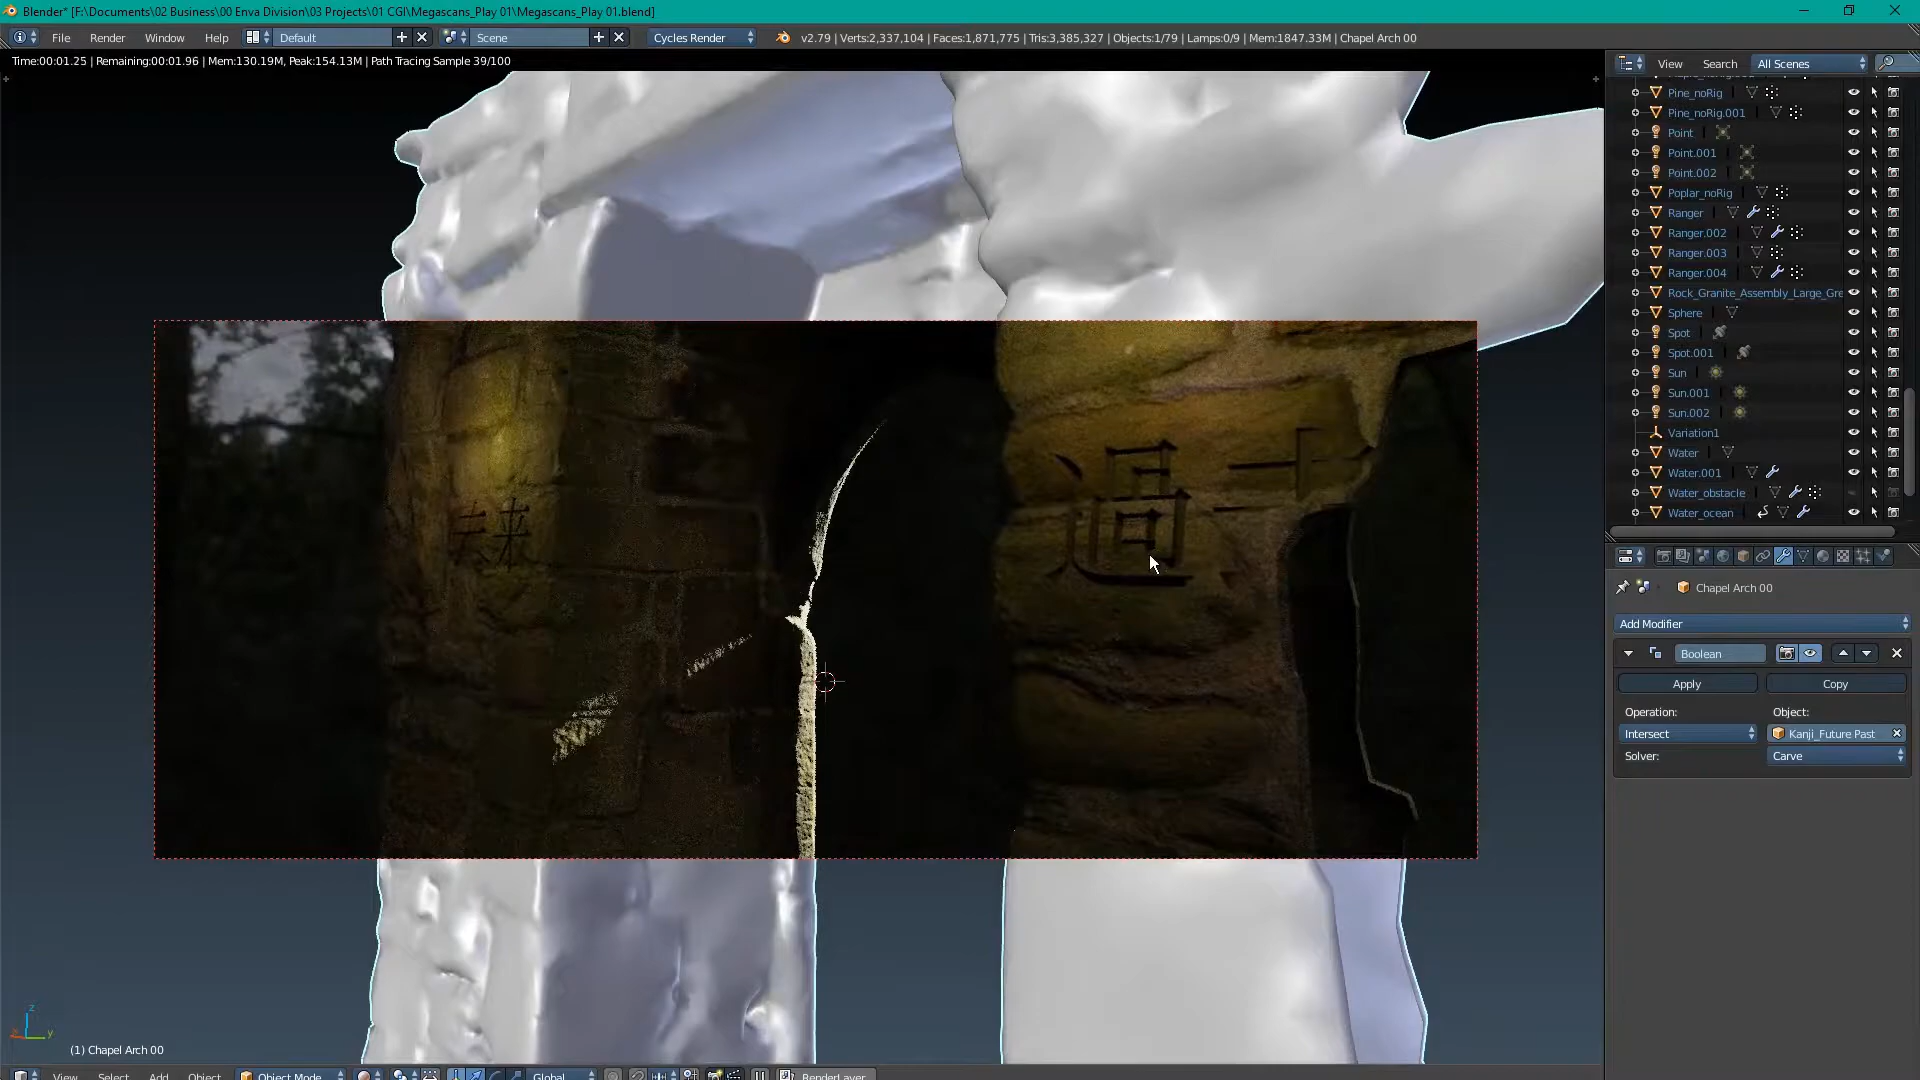 Blender* [F:\Documents\02 Business\00 Enva Division\03 Projects\01 CGI\Megascans_Play 01\Megascans_Play 01.blend]
File Render Window Help Default Scene Cycles Render v2.79 | Verts:2,337,104 | Faces:1,871,775 | Tris:3,385,327 | Objects:1/79 | Lamps:0/9 | Mem:1847.33M | Chapel Arch 00
Time:00:01.25 | Remaining:00:01.96 | Mem:130.19M, Peak:154.13M | Path Tracing Sample 39/100
View Search All Scenes
Pine_noRig
Pine_noRig.001
Point
Point.001
Point.002
Poplar_noRig
Ranger
Ranger.002
Ranger.003
Ranger.004
Rock_Granite_Assembly_Large_Gre
Sphere
Spot
Spot.001
Sun
Sun.001
Sun.002
Variation1
Water
Water.001
Water_obstacle
Water_ocean
未来
過
Chapel Arch 00
Add Modifier
Boolean
Apply Copy
Operation: Object:
Intersect Kanji_Future Past
Solver: Carve
z
y
(1) Chapel Arch 00
View Select Add Object Object Mode Global RenderLayer